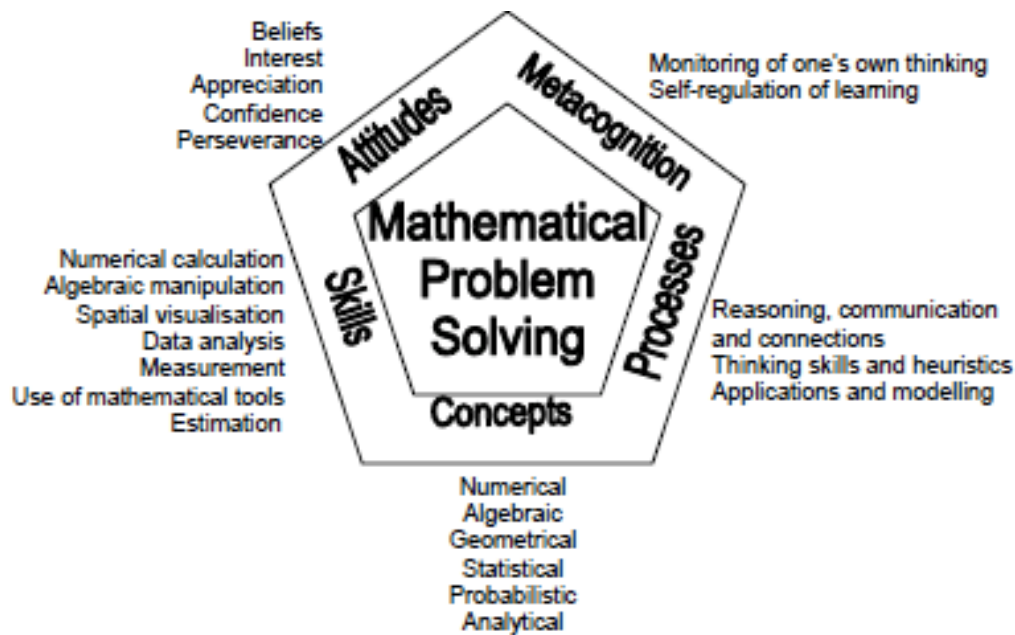 Beliefs
Interest
Appreciation
Confidence
Perseverance
Attitudes
Metacognition
Monitoring of one's own thinking
Self-regulation of learning
Mathematical
Problem
Solving
Numerical calculation
Algebraic manipulation
Spatial visualisation
Data analysis
Measurement
Use of mathematical tools
Estimation
Skills
Processes
Reasoning, communication
and connections
Thinking skills and heuristics
Applications and modelling
Concepts
Numerical
Algebraic
Geometrical
Statistical
Probabilistic
Analytical